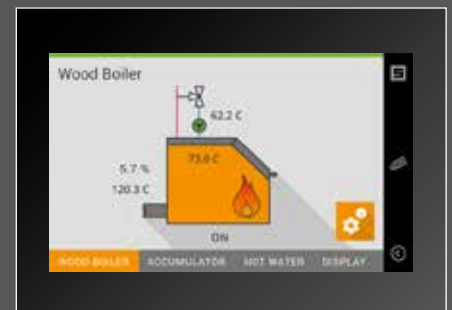 Wood Boiler
62.2 C
73.0 C
5.7 %
120.3 C
ON
WOOD BOILER ACCUMULATOR HOT WATER DISPLAY